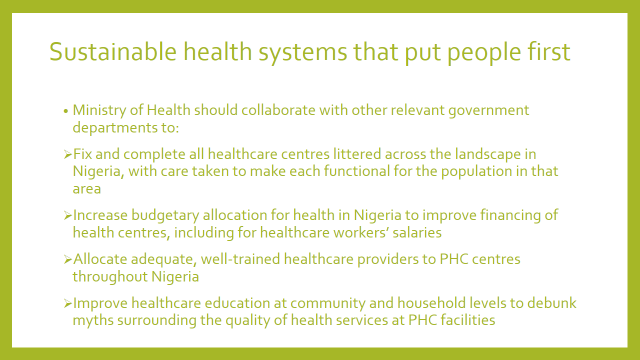 Sustainable health systems that put people first
• Ministry of Health should collaborate with other relevant government
departments to:
➢Fix and complete all healthcare centres littered across the landscape in
Nigeria, with care taken to make each functional for the population in that
area
➢Increase budgetary allocation for health in Nigeria to improve financing of
health centres, including for healthcare workers’ salaries
➢Allocate adequate, well-trained healthcare providers to PHC centres
throughout Nigeria
➢Improve healthcare education at community and household levels to debunk
myths surrounding the quality of health services at PHC facilities